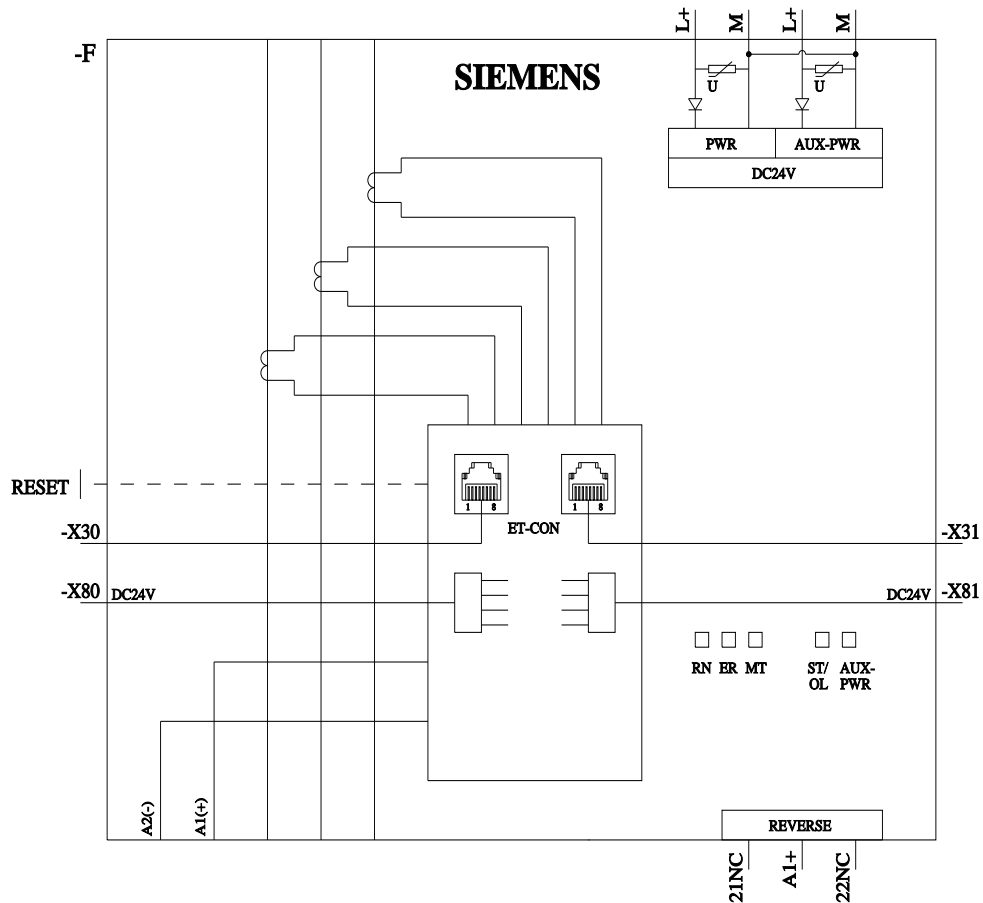 L+ M L+ M
-F
SIEMENS
U U
PWR AUX-PWR
DC24V
RESET
1 8 1 8
ET-CON
-X30 -X31
-X80 DC24V DC24V -X81
RN ER MT ST/ AUX-
OL PWR
A2(-) A1(+)
REVERSE
21NC A1+ 22NC